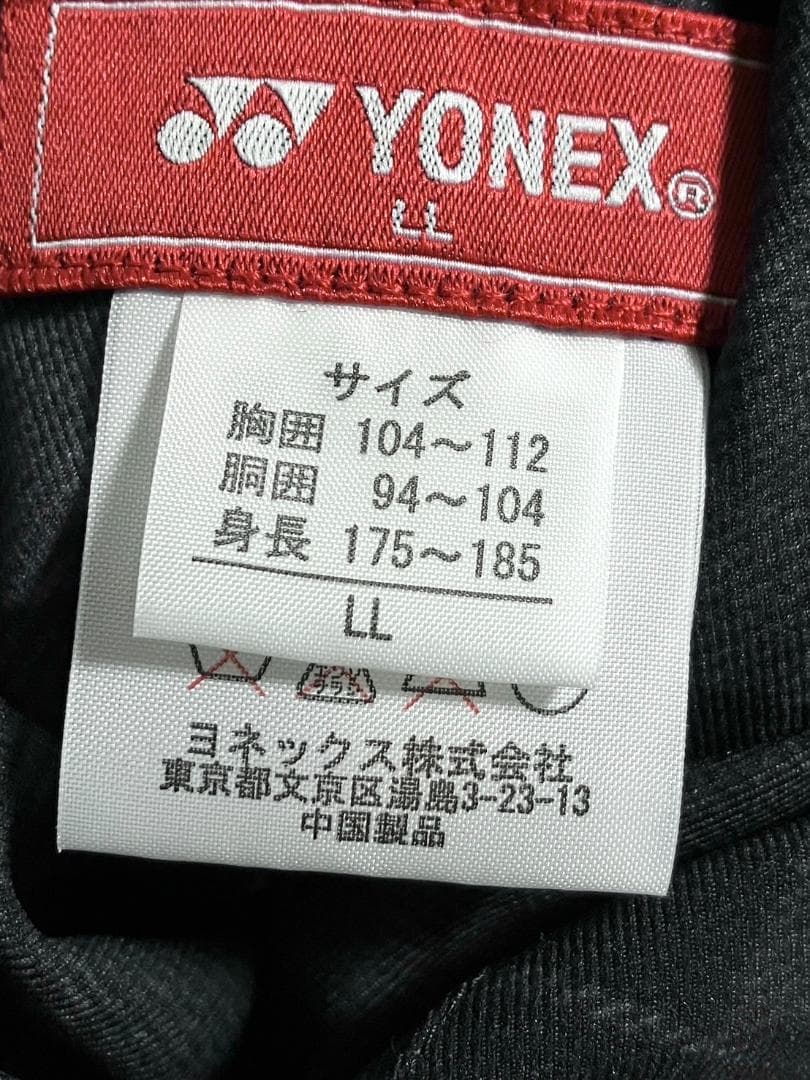 YONEX®
LL
サイズ
胸囲 104～112
胴囲 94～104
身長 175～185
LL
ヨネックス株式会社
東京都文京区湯島3-23-13
中国製品